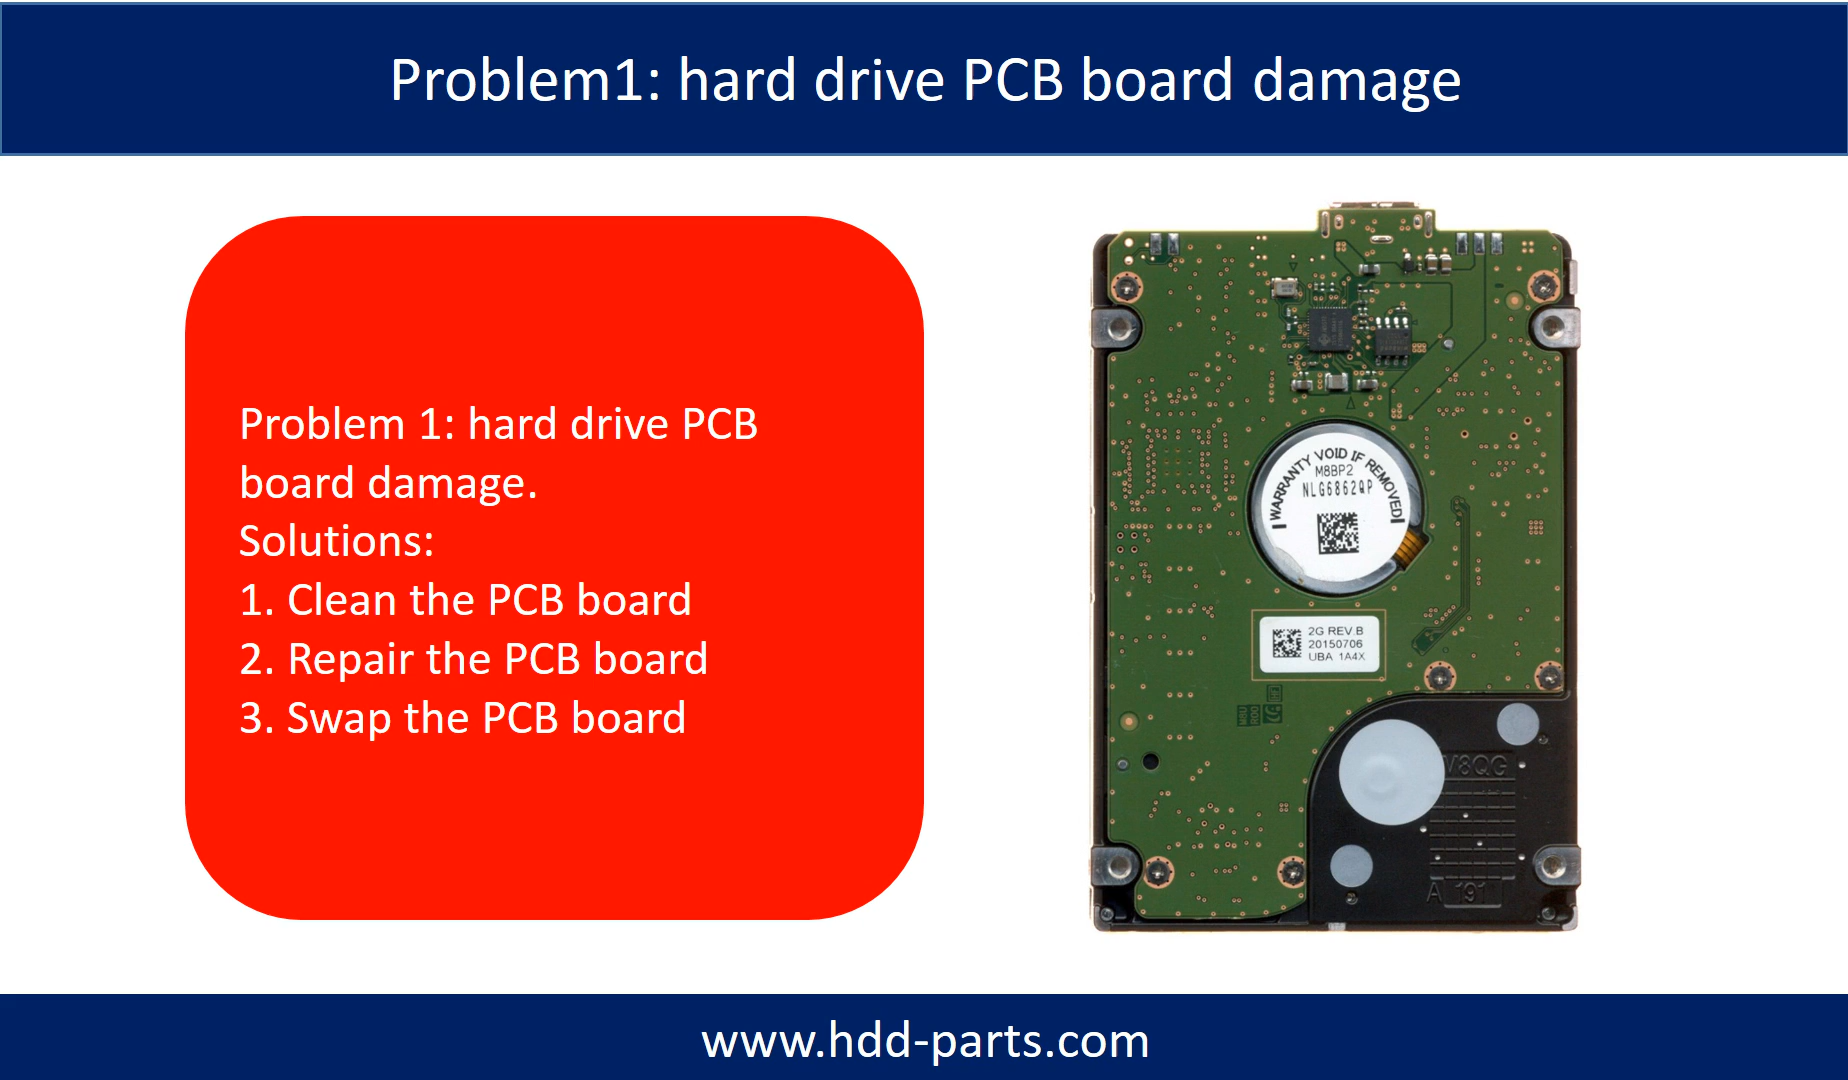 Problem1: hard drive PCB board damage
Problem 1: hard drive PCB
board damage.
Solutions:
1. Clean the PCB board
2. Repair the PCB board
3. Swap the PCB board
WARRANTY VOID IF REMOVED
M8BP2
NLG6862QP
2G REV.B
20150706
UBA 1A4X
M8QG
A 191
www.hdd-parts.com